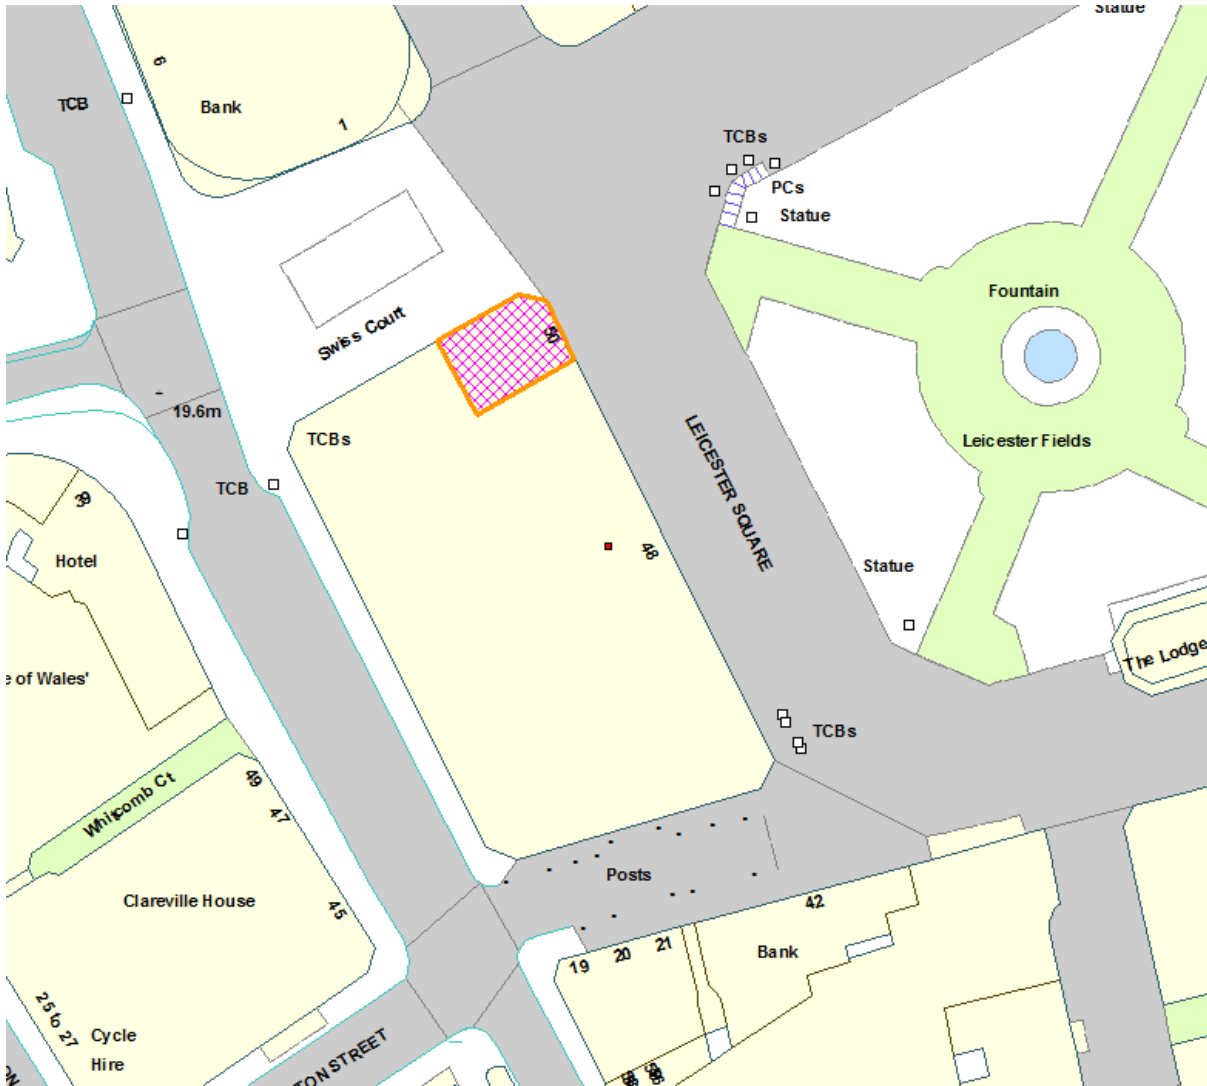 Statue
6
TCB
Bank
1
TCBs
PCs
Statue
Fountain
Swiss Court
50
19.6m
TCBs
LEICESTER SQUARE
Leicester Fields
TCB
39
Hotel
48
Statue
The Lodge
e of Wales'
TCBs
Whitcomb Ct
49
47
Posts
Clareville House
45
42
Bank
19
20
21
25 to 27
Cycle
Hire
TON STREET
ON